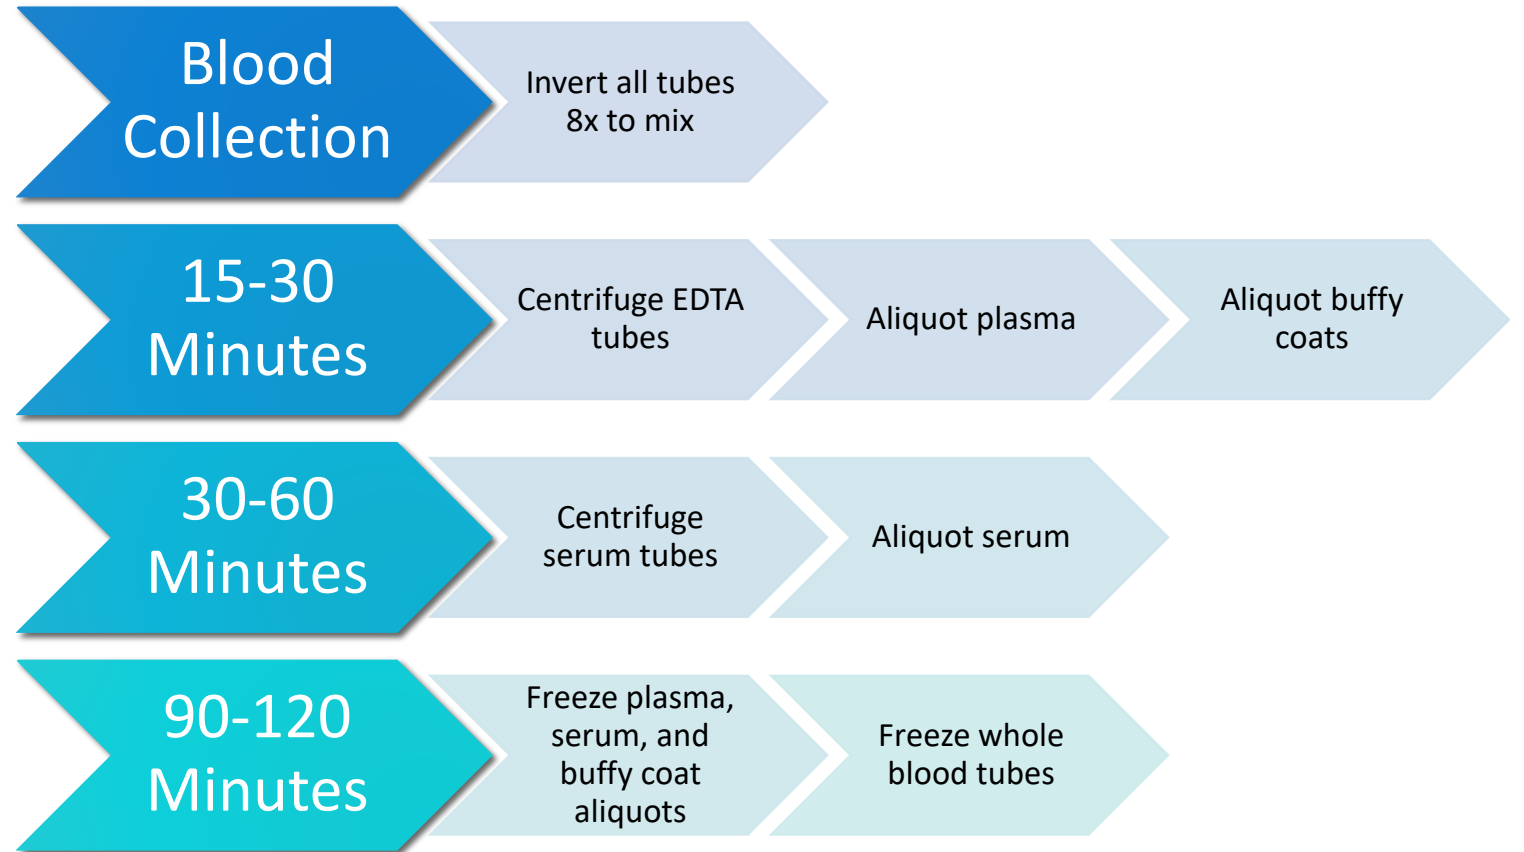 Blood
Collection
Invert all tubes
8x to mix
15-30
Minutes
Centrifuge EDTA
tubes
Aliquot plasma
Aliquot buffy
coats
30-60
Minutes
Centrifuge
serum tubes
Aliquot serum
90-120
Minutes
Freeze plasma,
serum, and
buffy coat
aliquots
Freeze whole
blood tubes